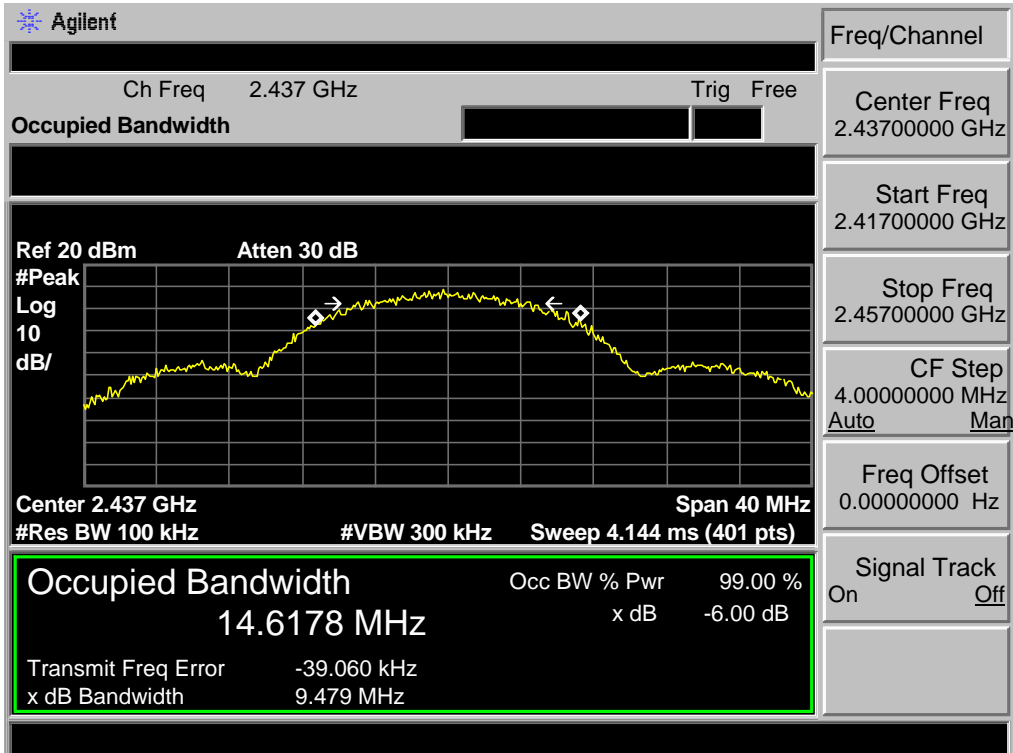 Agilent
Freq/Channel
Ch Freq 2.437 GHz Trig Free
Occupied Bandwidth
Center Freq
2.43700000 GHz
Start Freq
2.41700000 GHz
Stop Freq
2.45700000 GHz
CF Step
4.00000000 MHz
Auto Man
Freq Offset
0.00000000 Hz
Signal Track
On Off
Ref 20 dBm Atten 30 dB
#Peak
Log
10
dB/
Center 2.437 GHz Span 40 MHz
#Res BW 100 kHz #VBW 300 kHz Sweep 4.144 ms (401 pts)
Occupied Bandwidth Occ BW % Pwr 99.00 %
14.6178 MHz x dB -6.00 dB
Transmit Freq Error -39.060 kHz
x dB Bandwidth 9.479 MHz